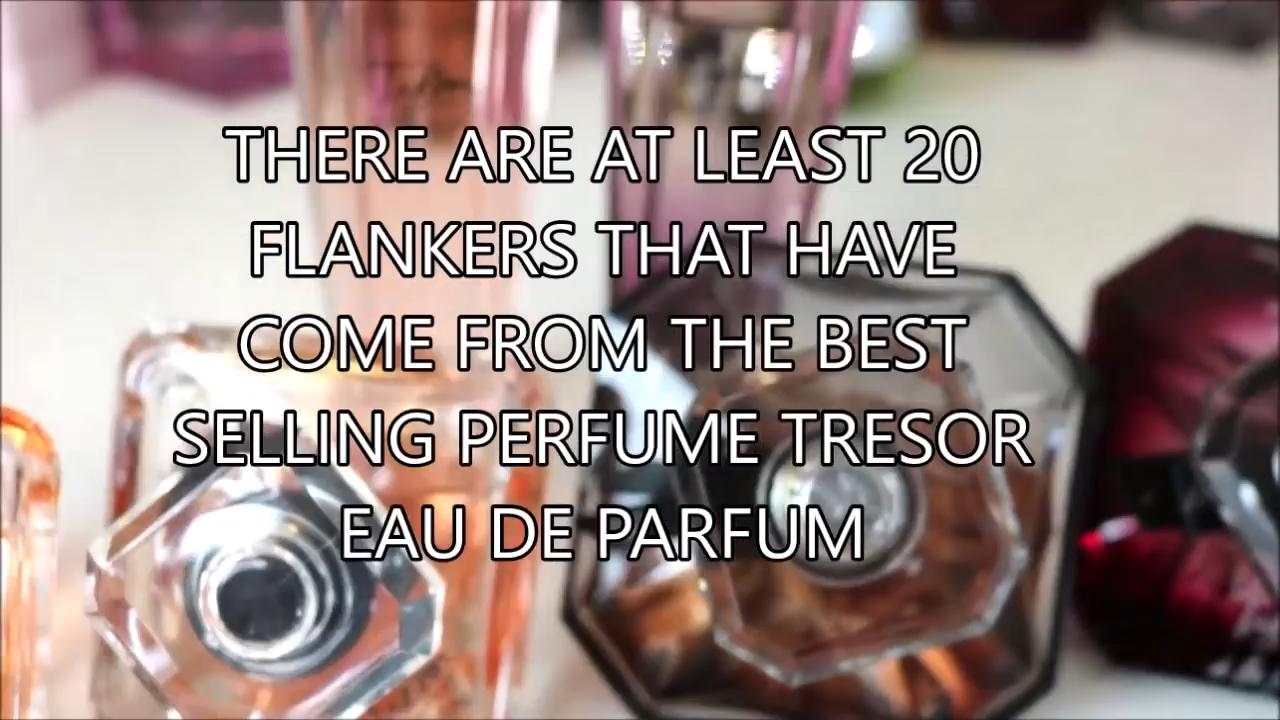 THERE ARE AT LEAST 20
FLANKERS THAT HAVE
COME FROM THE BEST
SELLING PERFUME TRESOR
EAU DE PARFUM